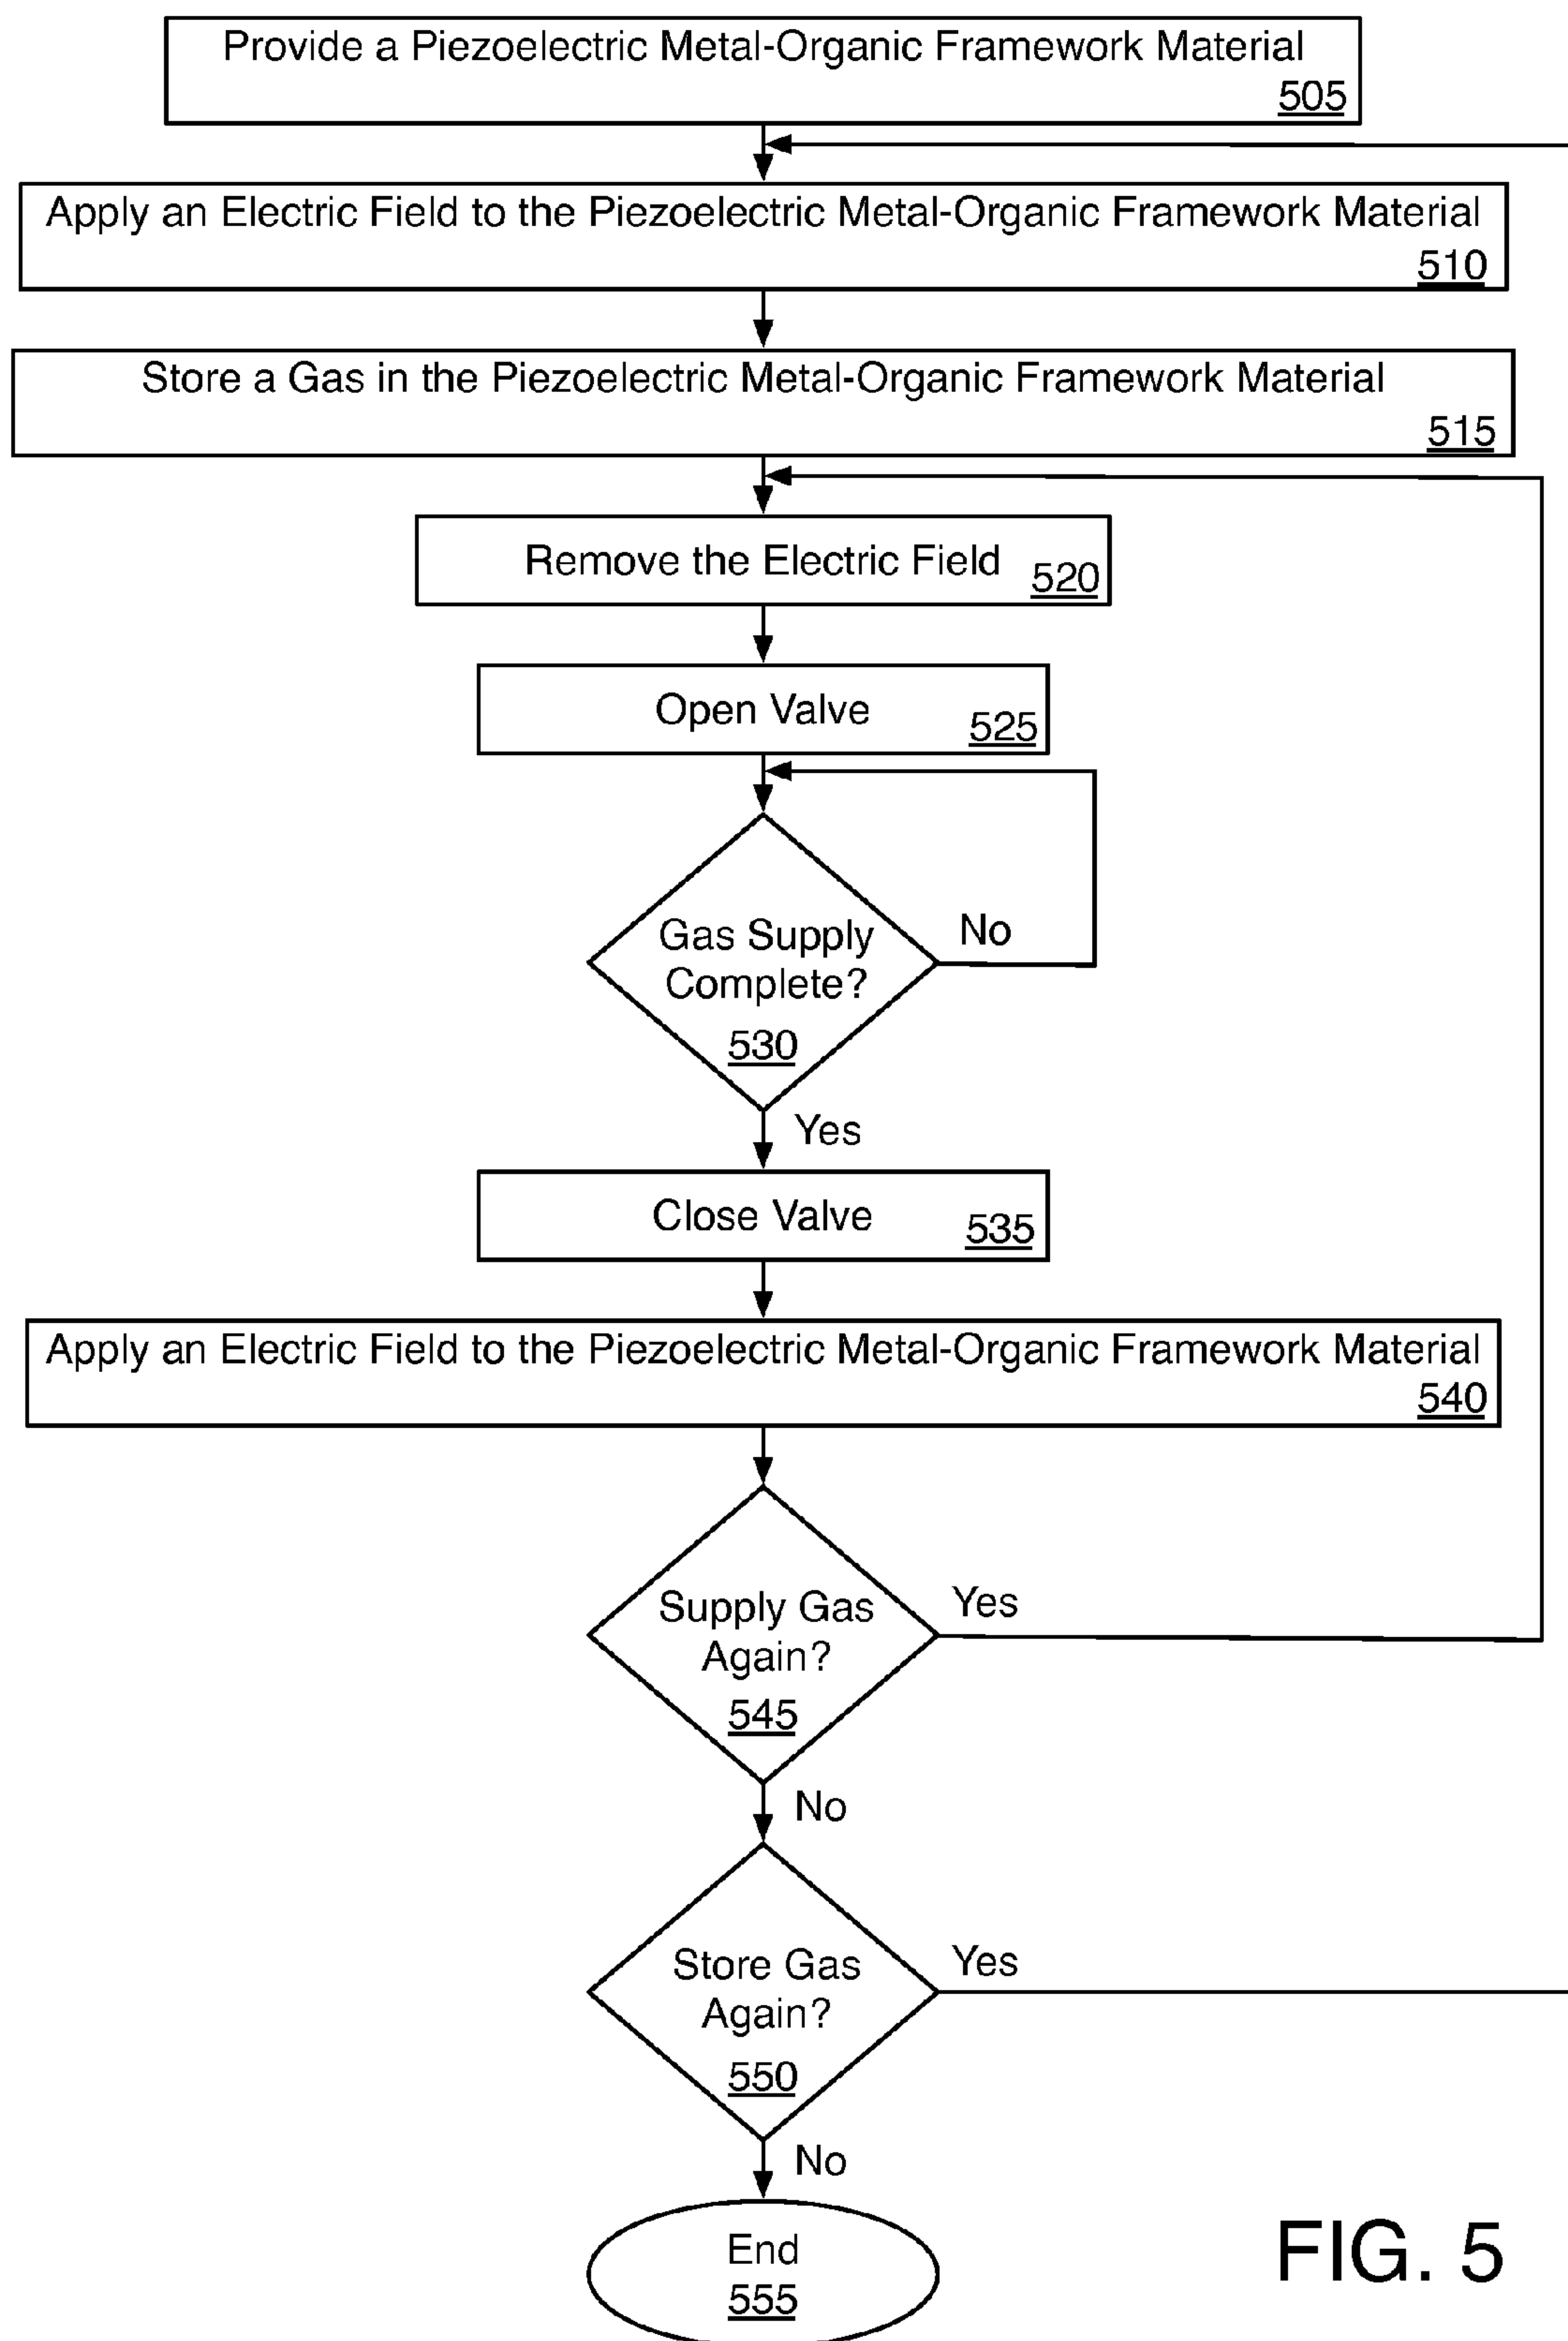 Provide a Piezoelectric Metal-Organic Framework Material
505
Apply an Electric Field to the Piezoelectric Metal-Organic Framework Material
510
Store a Gas in the Piezoelectric Metal-Organic Framework Material
515
Remove the Electric Field
520
Open Valve
525
Gas Supply
Complete?
530
No
Yes
Close Valve
535
Apply an Electric Field to the Piezoelectric Metal-Organic Framework Material
540
Supply Gas
Again?
545
Yes
No
Store Gas
Again?
550
Yes
No
End
555
FIG. 5